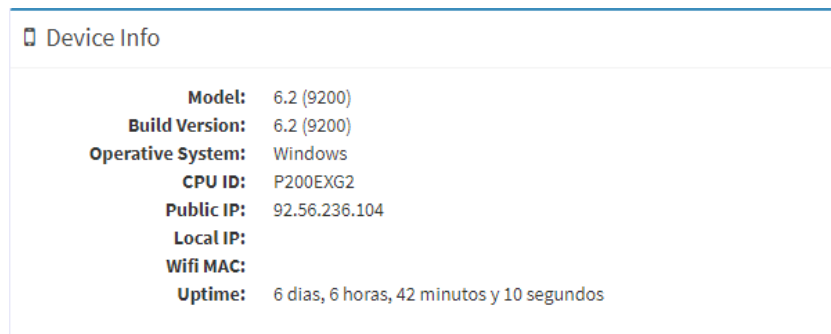 Device Info
Model: 6.2 (9200)
Build Version: 6.2 (9200)
Operative System: Windows
CPU ID: P200EXG2
Public IP: 92.56.236.104
Local IP:
Wifi MAC:
Uptime: 6 dias, 6 horas, 42 minutos y 10 segundos